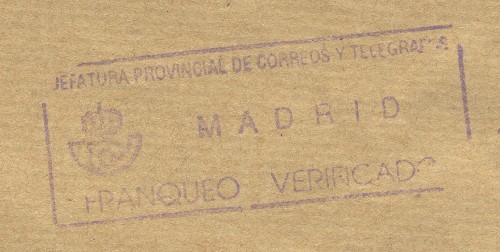 JEFATURA PROVINCIAL DE CORREOS Y TELEGRAFOS
MADRID
FRANQUEO VERIFICADO